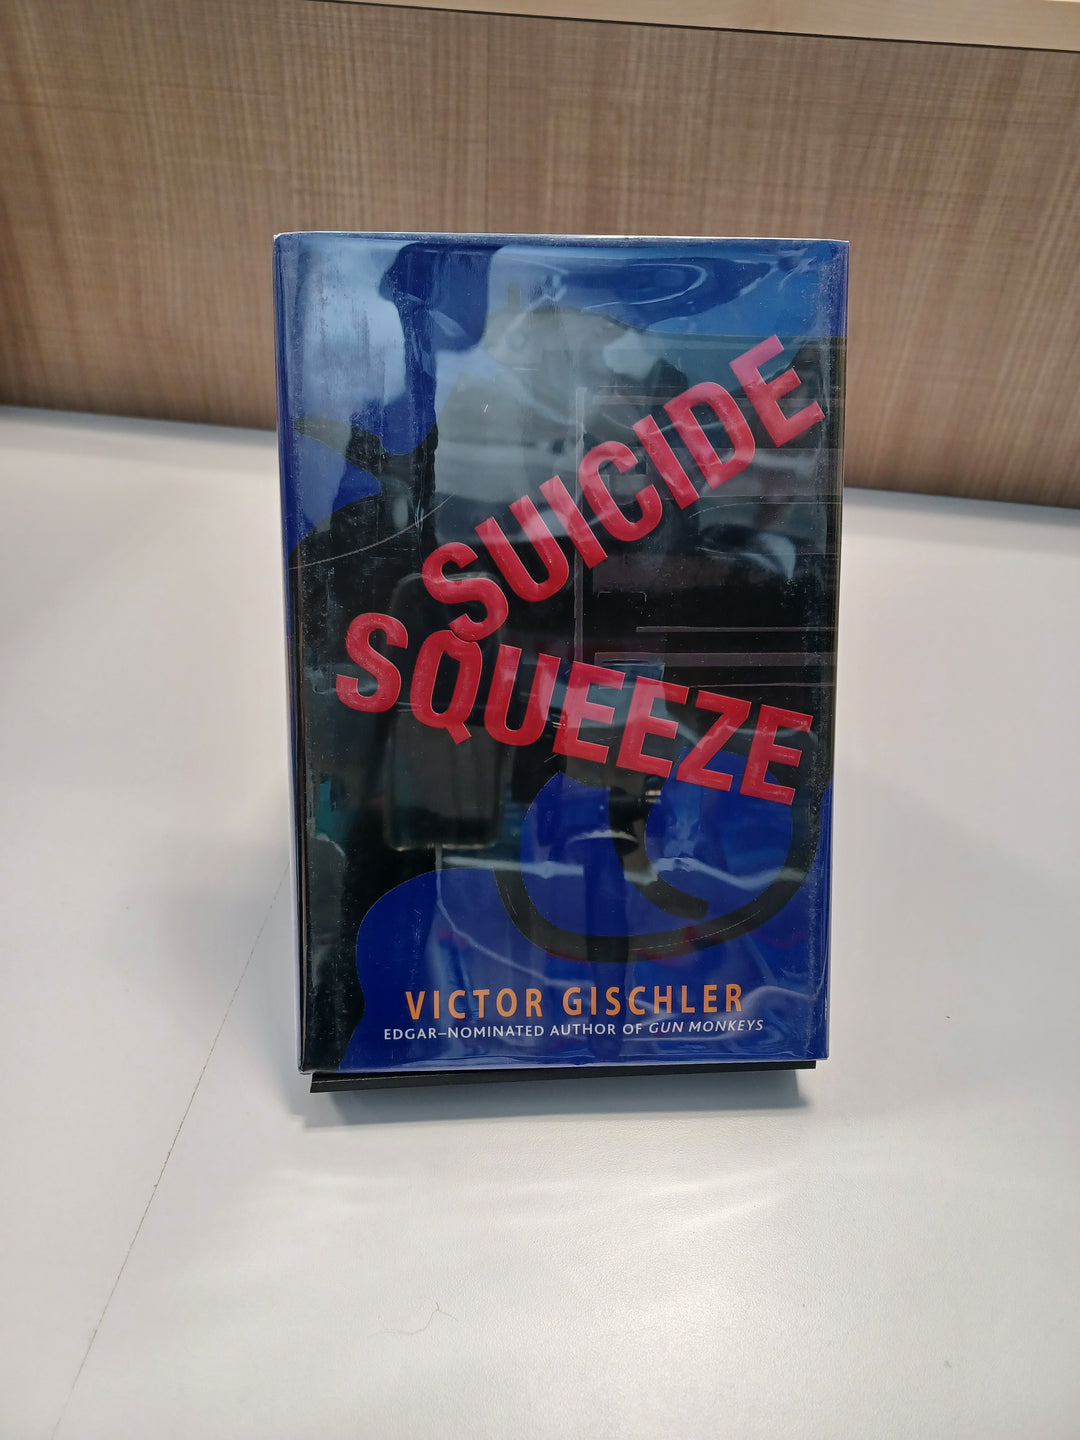 SUICIDE
SQUEEZE
VICTOR GISCHLER
EDGAR–NOMINATED AUTHOR OF GUN MONKEYS